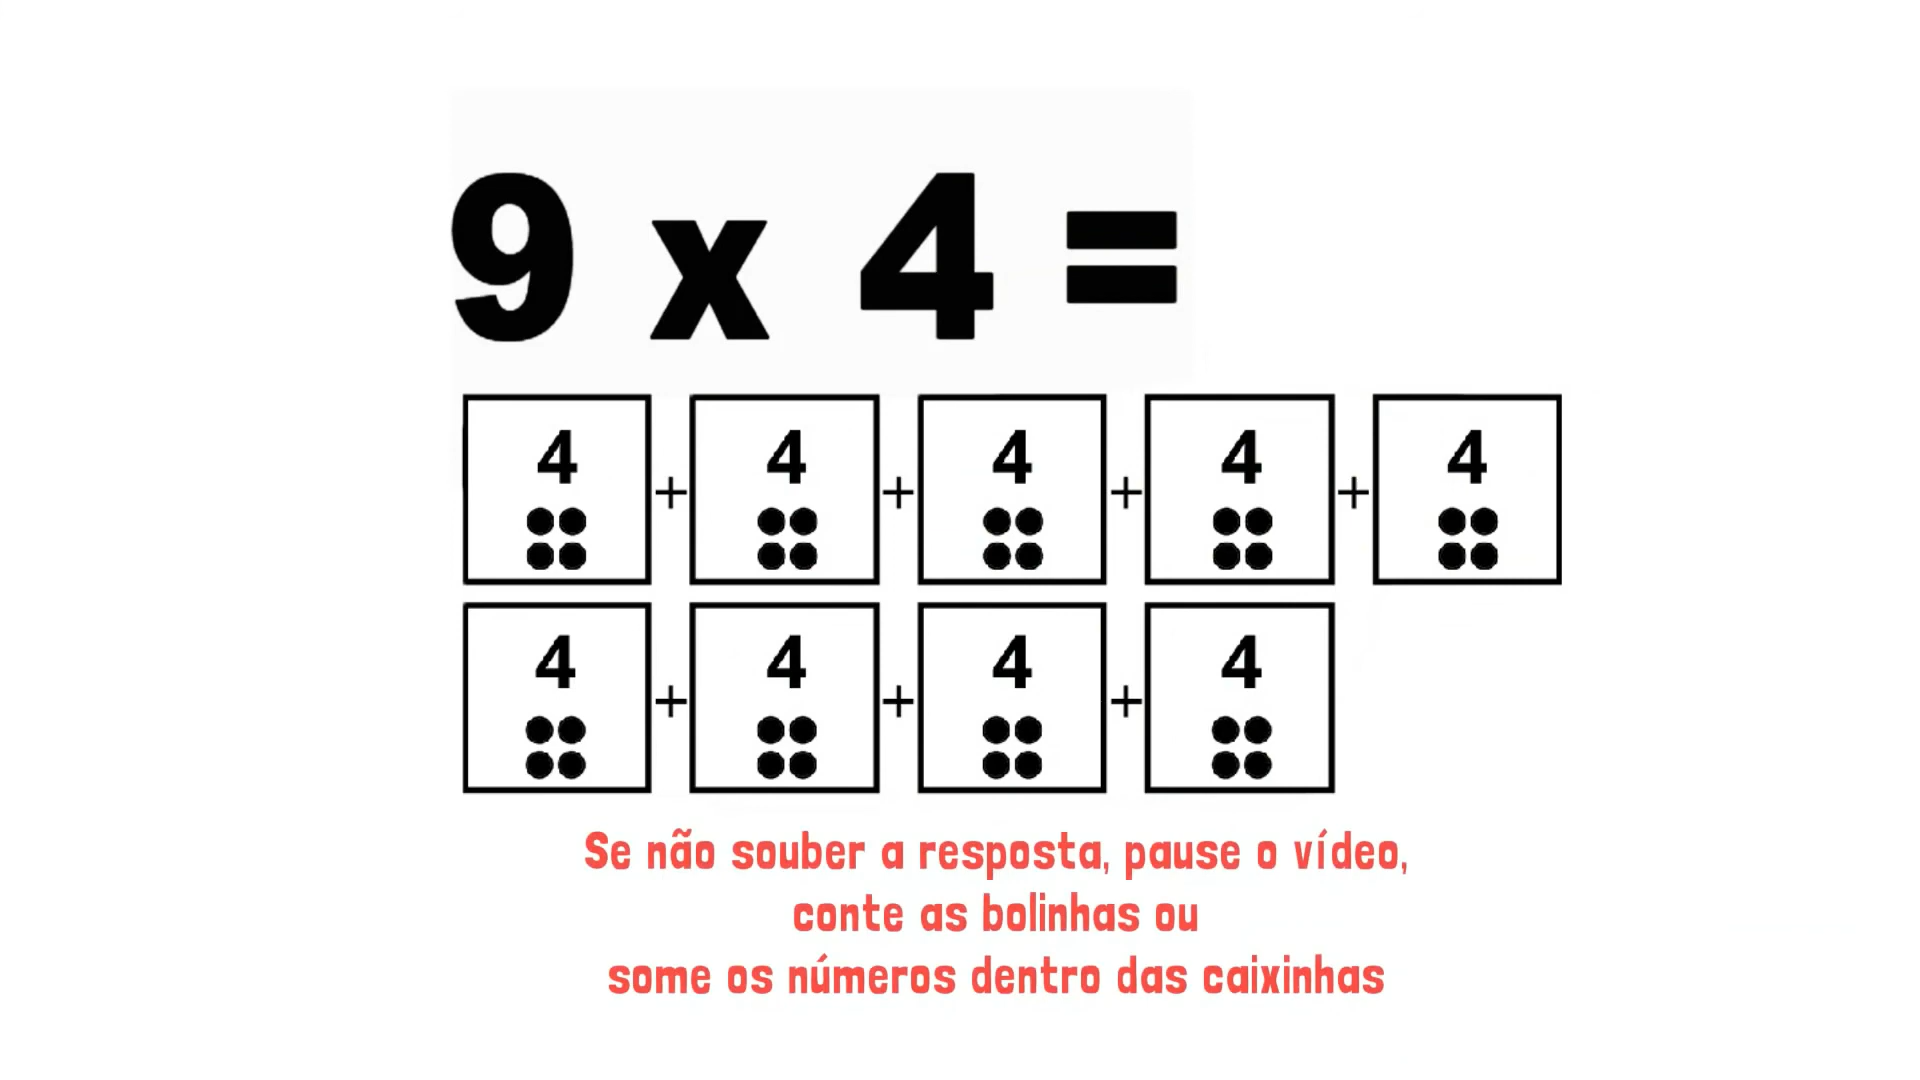 9 x 4 =
4 + 4 + 4 + 4 + 4
4 + 4 + 4 + 4
Se não souber a resposta, pause o vídeo,
conte as bolinhas ou
some os números dentro das caixinhas